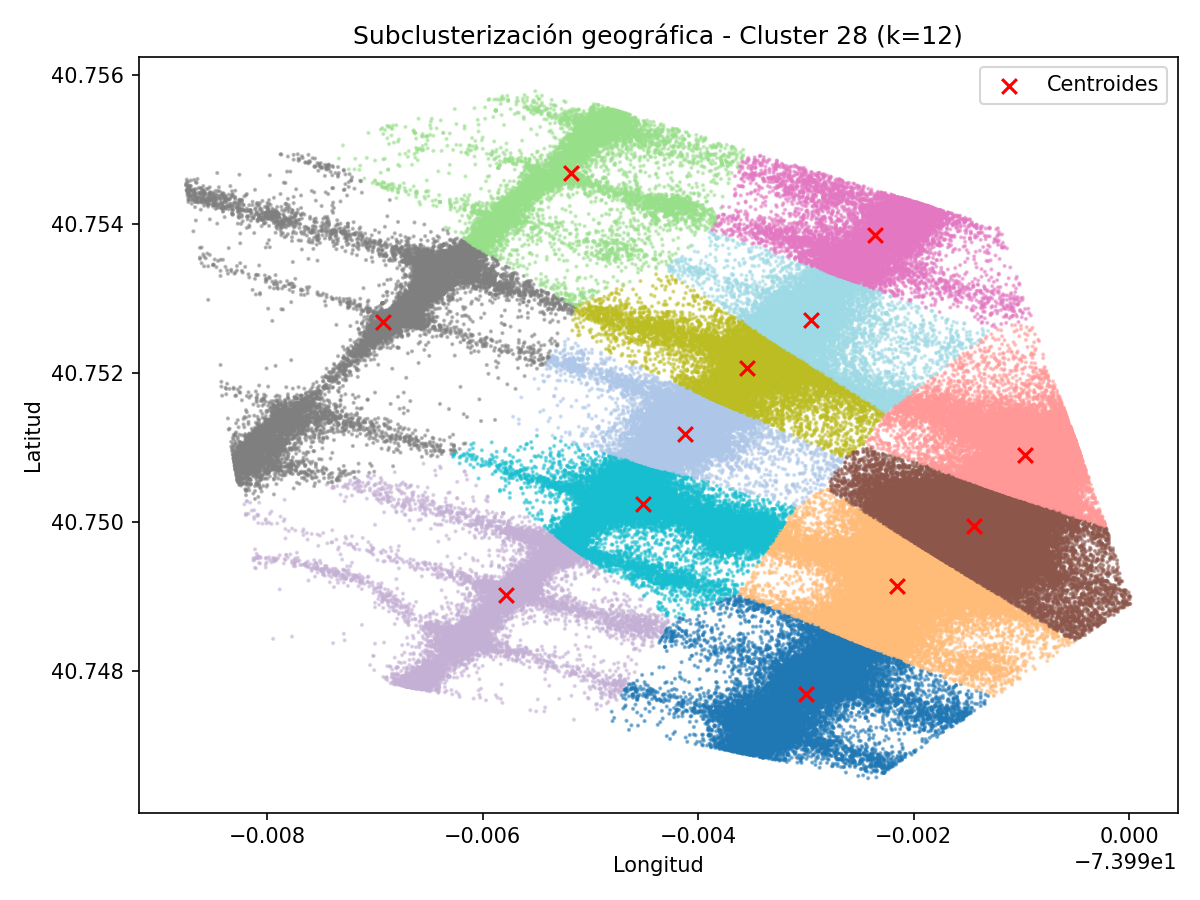 Subclusterización geográfica - Cluster 28 (k=12)
Centroides
40.756
40.754
40.752
40.750
40.748
Latitud
−0.008 −0.006 −0.004 −0.002 0.000
−7.399e1
Longitud